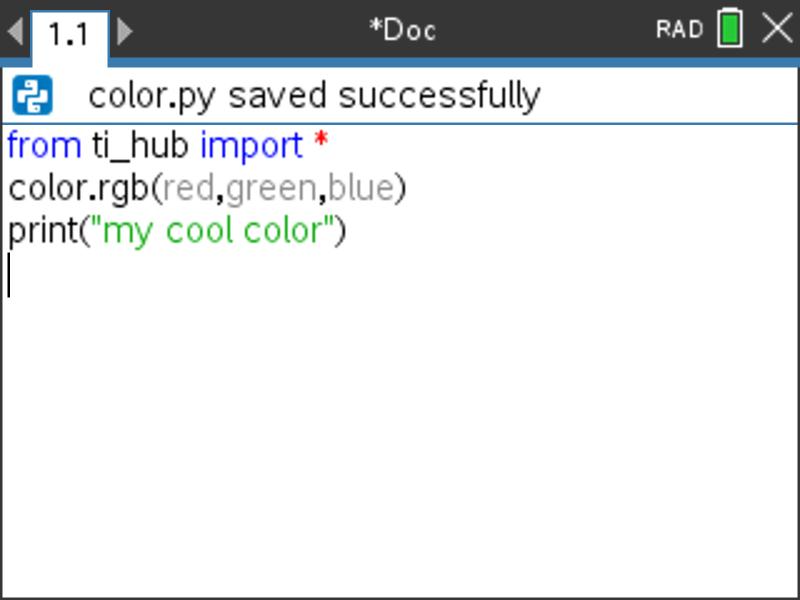 1.1 *Doc RAD
color.py saved successfully
from ti_hub import *
color.rgb(red,green,blue)
print("my cool color")